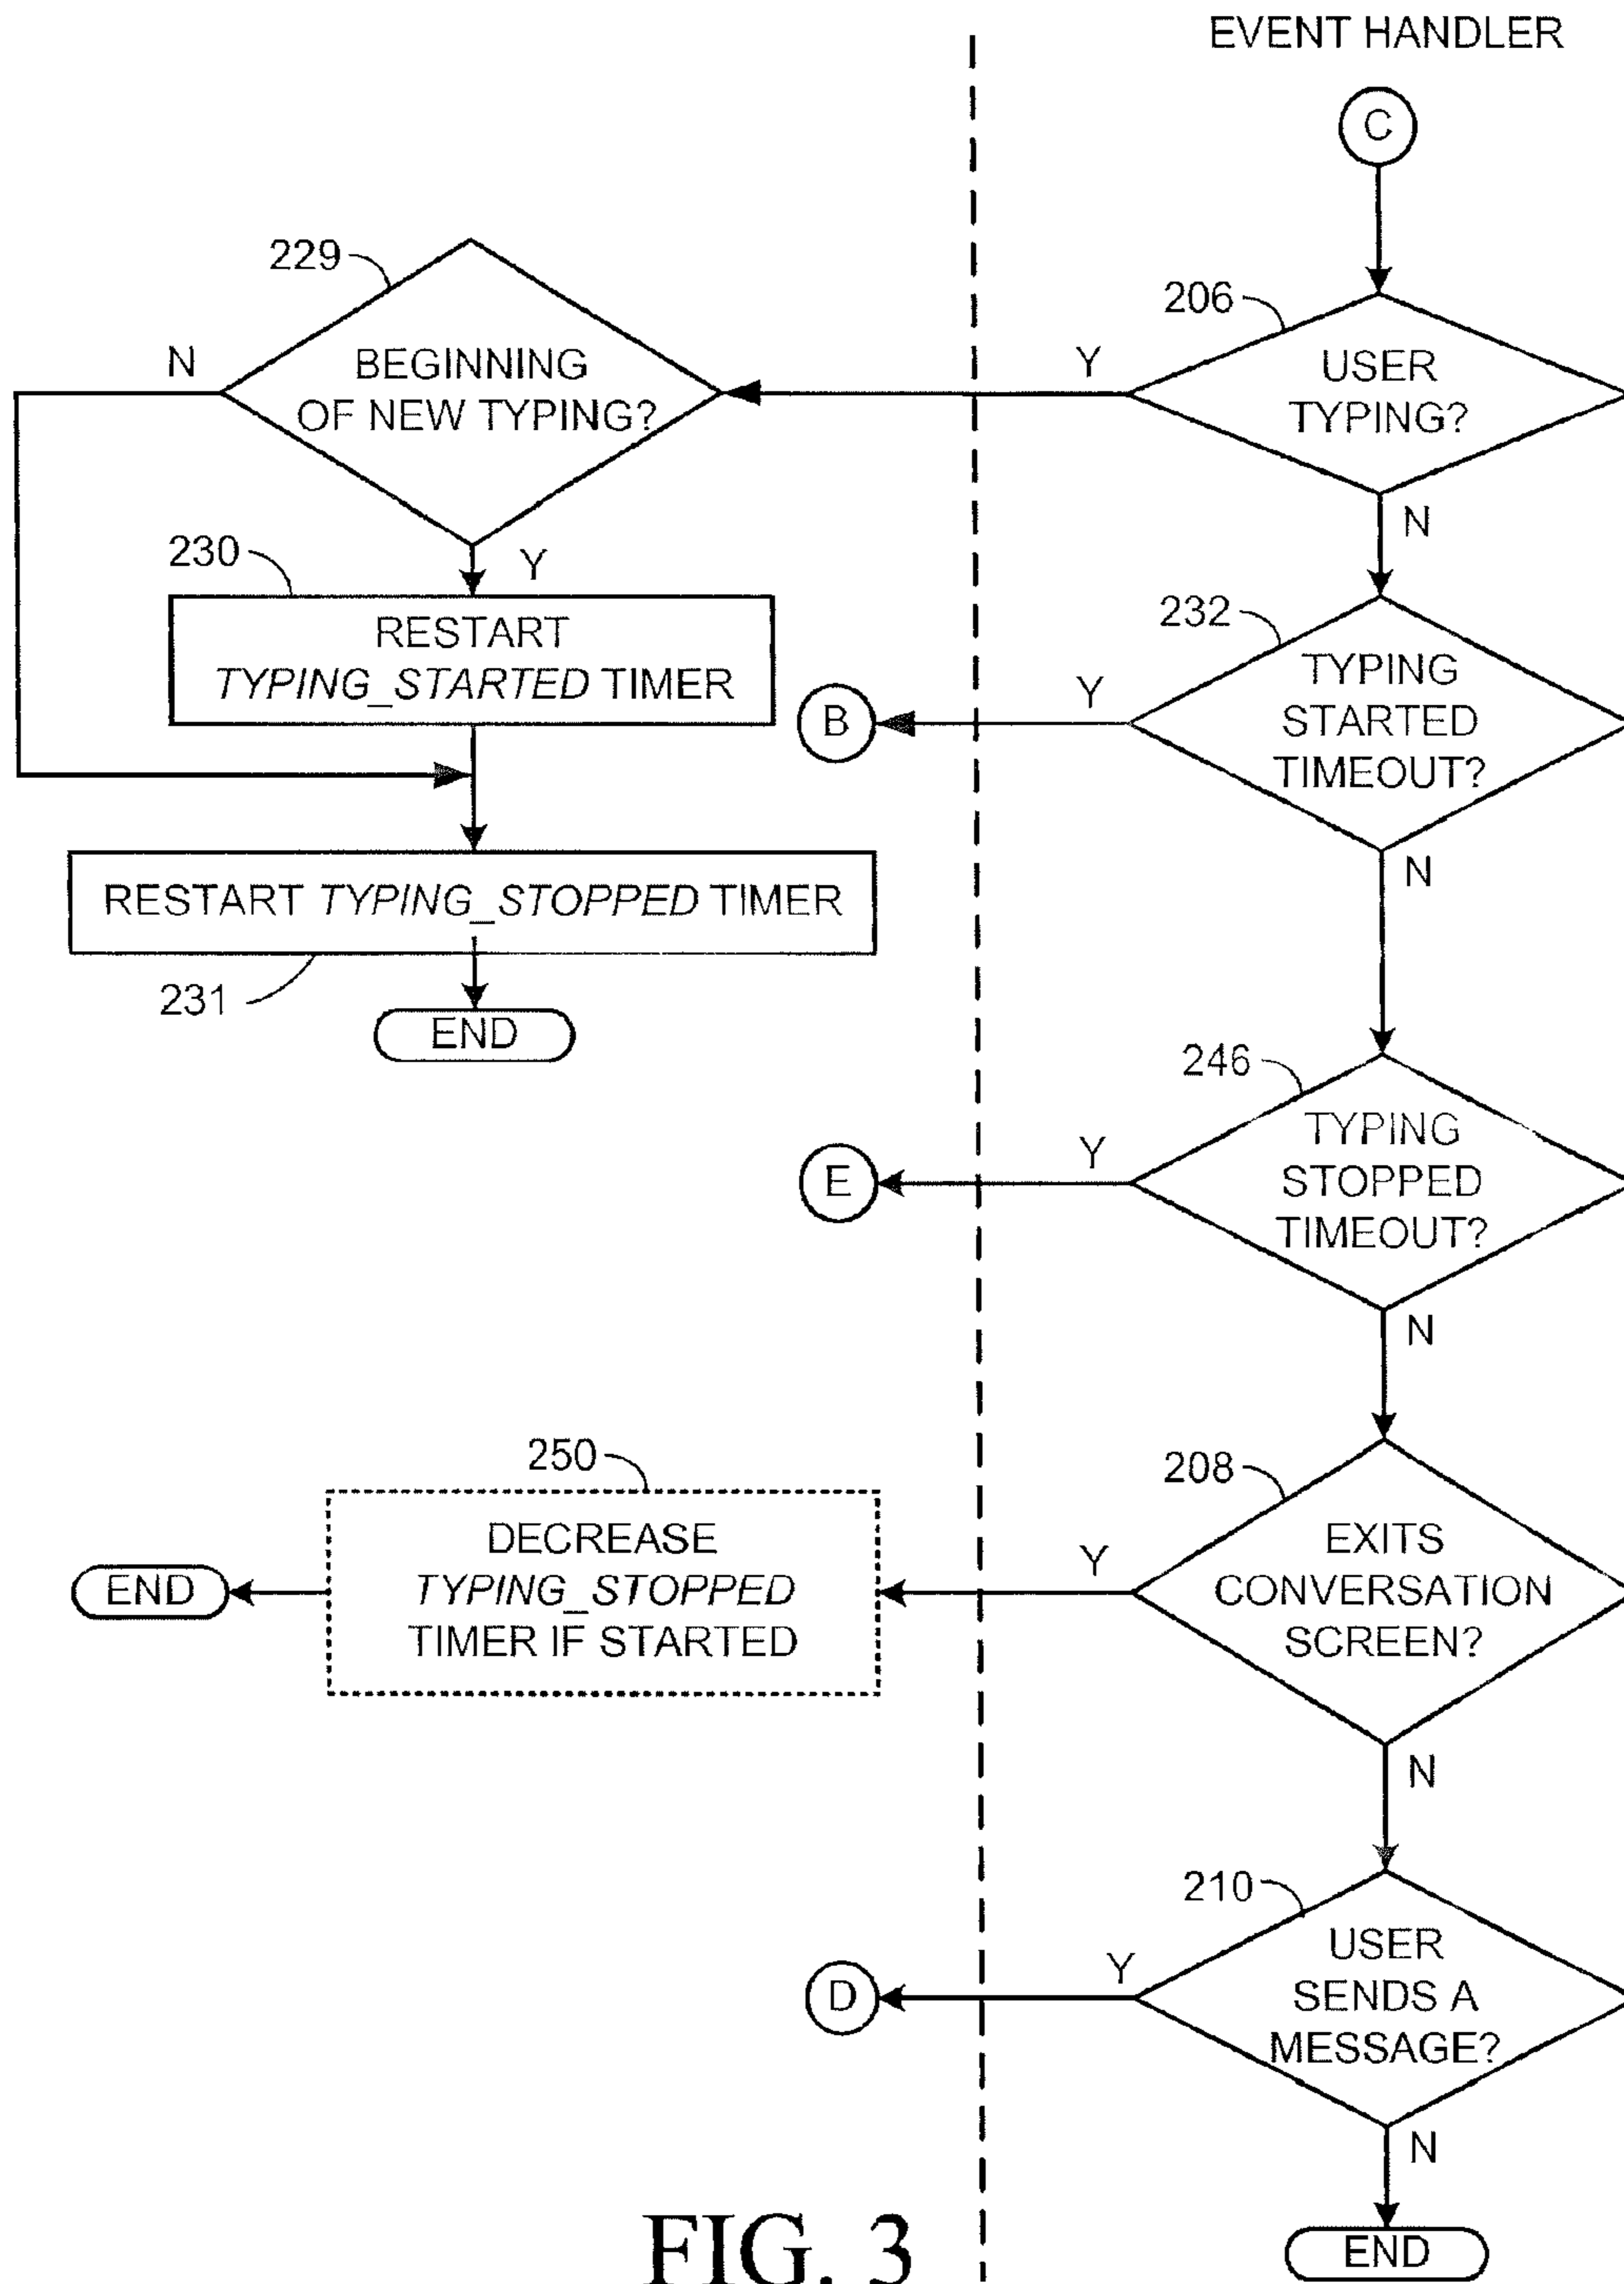 EVENT HANDLER
C
229
206
N
BEGINNING
OF NEW TYPING?
Y
USER
TYPING?
N
230
Y
RESTART
TYPING_STARTED TIMER
232
B
Y
TYPING
STARTED
TIMEOUT?
N
RESTART TYPING_STOPPED TIMER
231
END
246
E
Y
TYPING
STOPPED
TIMEOUT?
N
250
208
END
DECREASE
TYPING_STOPPED
TIMER IF STARTED
Y
EXITS
CONVERSATION
SCREEN?
N
210
D
Y
USER
SENDS A
MESSAGE?
N
END
FIG. 3